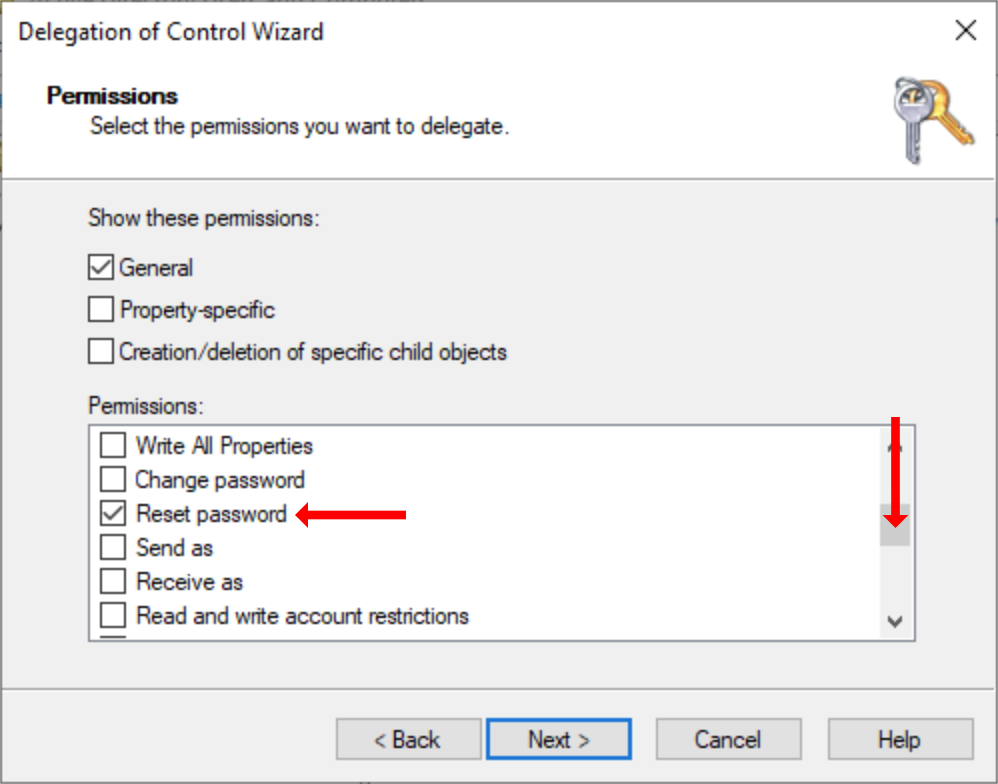 Delegation of Control Wizard
Permissions
Select the permissions you want to delegate.
Show these permissions:
General
Property-specific
Creation/deletion of specific child objects
Permissions:
Write All Properties
Change password
Reset password
Send as
Receive as
Read and write account restrictions
< Back
Next >
Cancel
Help